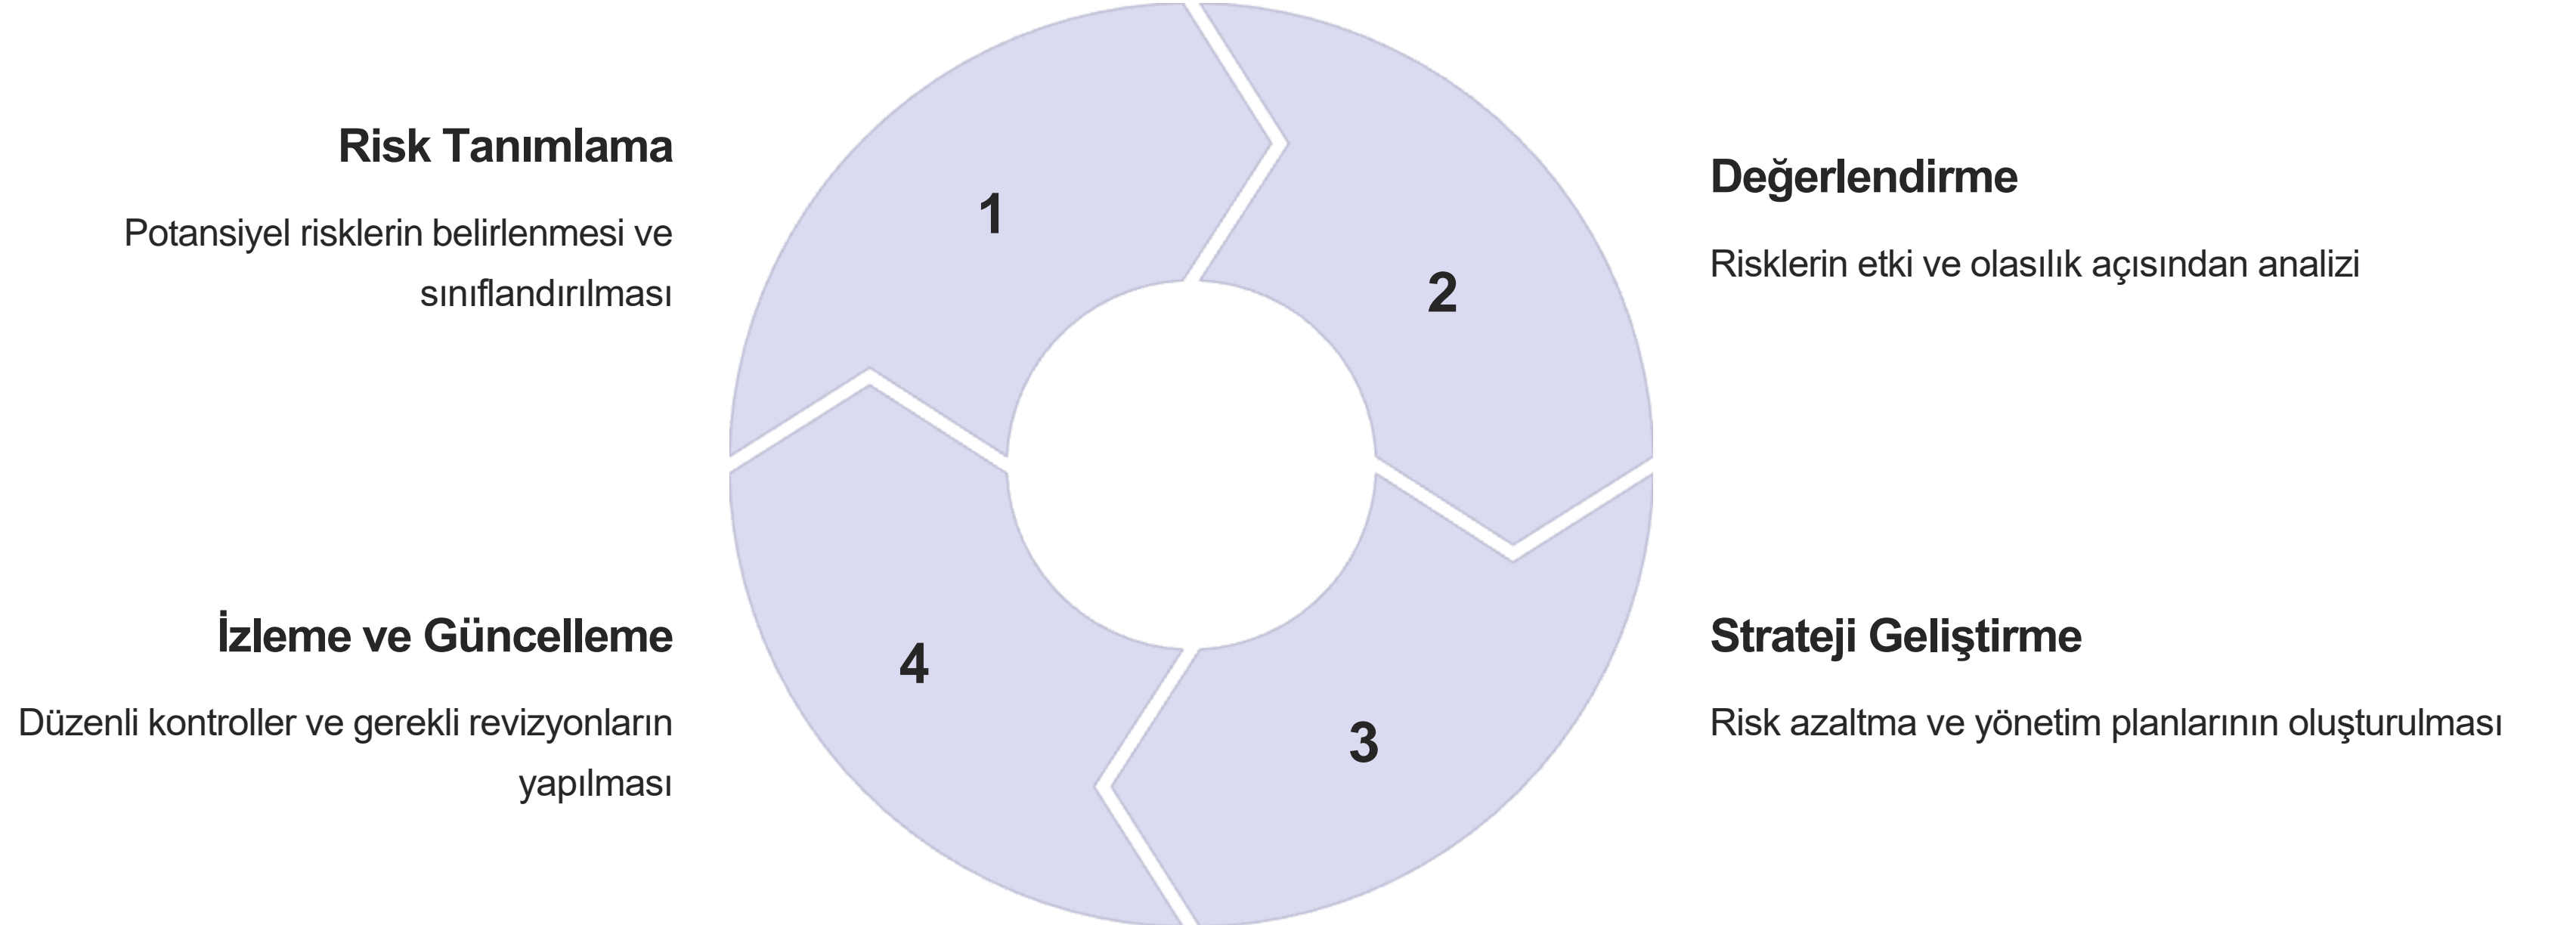 Risk Tanımlama
Potansiyel risklerin belirlenmesi ve
sınıflandırılması
1
Değerlendirme
Risklerin etki ve olasılık açısından analizi
2
Strateji Geliştirme
Risk azaltma ve yönetim planlarının oluşturulması
3
İzleme ve Güncelleme
Düzenli kontroller ve gerekli revizyonların
yapılması
4